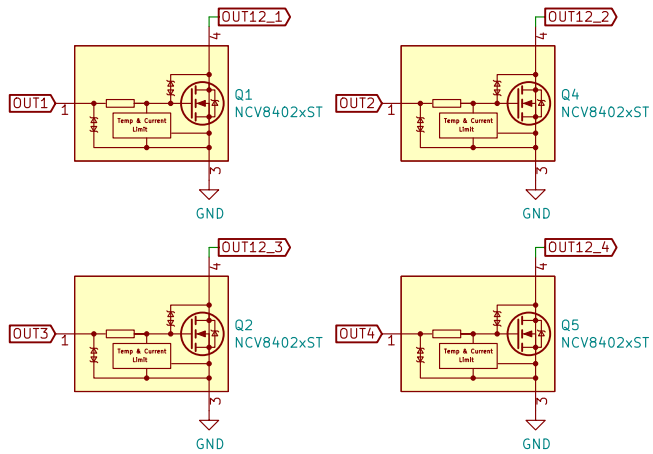 OUT12_1
4
OUT1
1
Temp & Current
Limit
Q1
NCV8402xST
3
GND
OUT12_2
4
OUT2
1
Temp & Current
Limit
Q4
NCV8402xST
3
GND
OUT12_3
4
OUT3
1
Temp & Current
Limit
Q2
NCV8402xST
3
GND
OUT12_4
4
OUT4
1
Temp & Current
Limit
Q5
NCV8402xST
3
GND